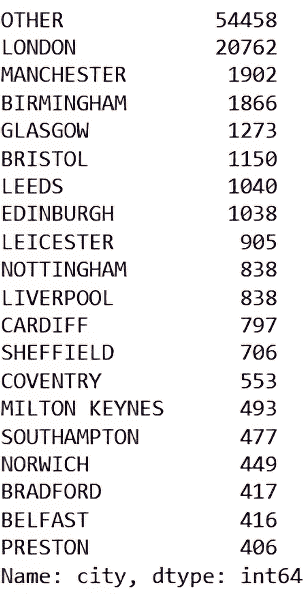 OTHER 54458
LONDON 20762
MANCHESTER 1902
BIRMINGHAM 1866
GLASGOW 1273
BRISTOL 1150
LEEDS 1040
EDINBURGH 1038
LEICESTER 905
NOTTINGHAM 838
LIVERPOOL 838
CARDIFF 797
SHEFFIELD 706
COVENTRY 553
MILTON KEYNES 493
SOUTHAMPTON 477
NORWICH 449
BRADFORD 417
BELFAST 416
PRESTON 406
Name: city, dtype: int64